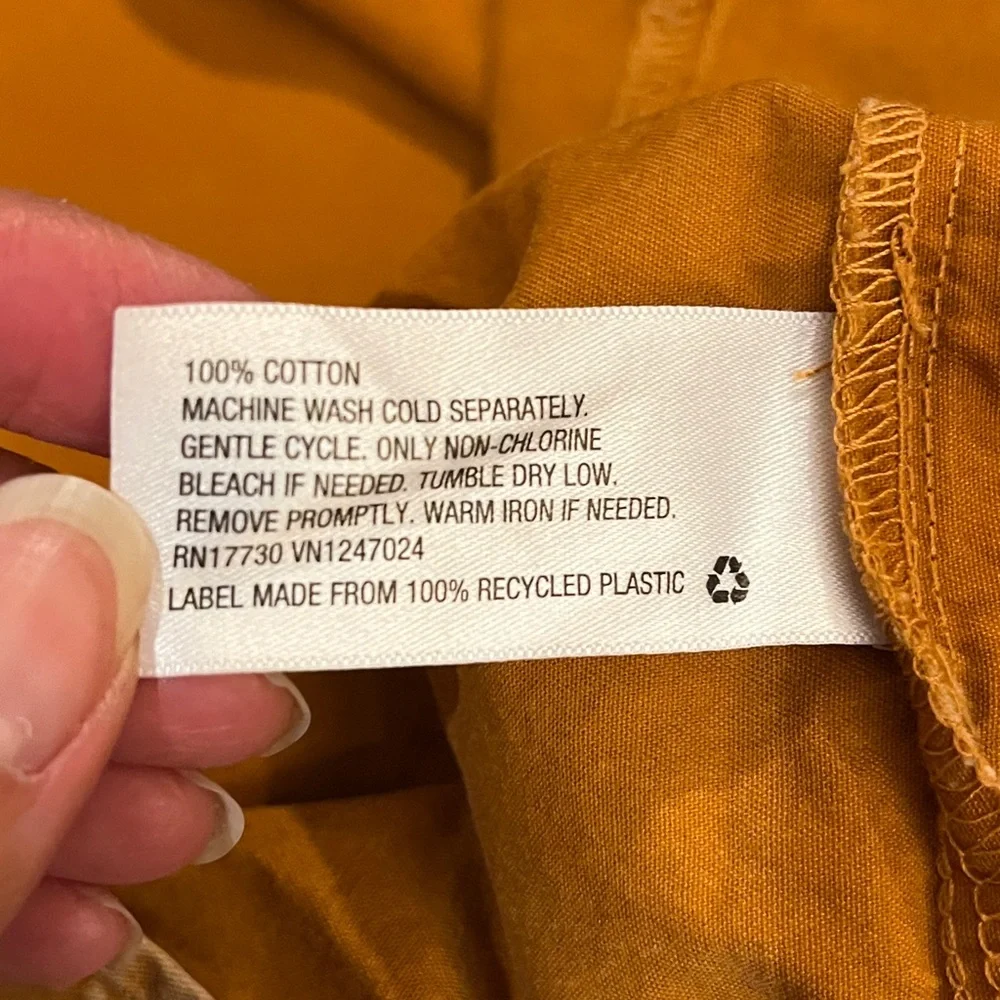 100% COTTON
MACHINE WASH COLD SEPARATELY.
GENTLE CYCLE. ONLY NON-CHLORINE
BLEACH IF NEEDED. TUMBLE DRY LOW.
REMOVE PROMPTLY. WARM IRON IF NEEDED.
RN17730 VN1247024
LABEL MADE FROM 100% RECYCLED PLASTIC